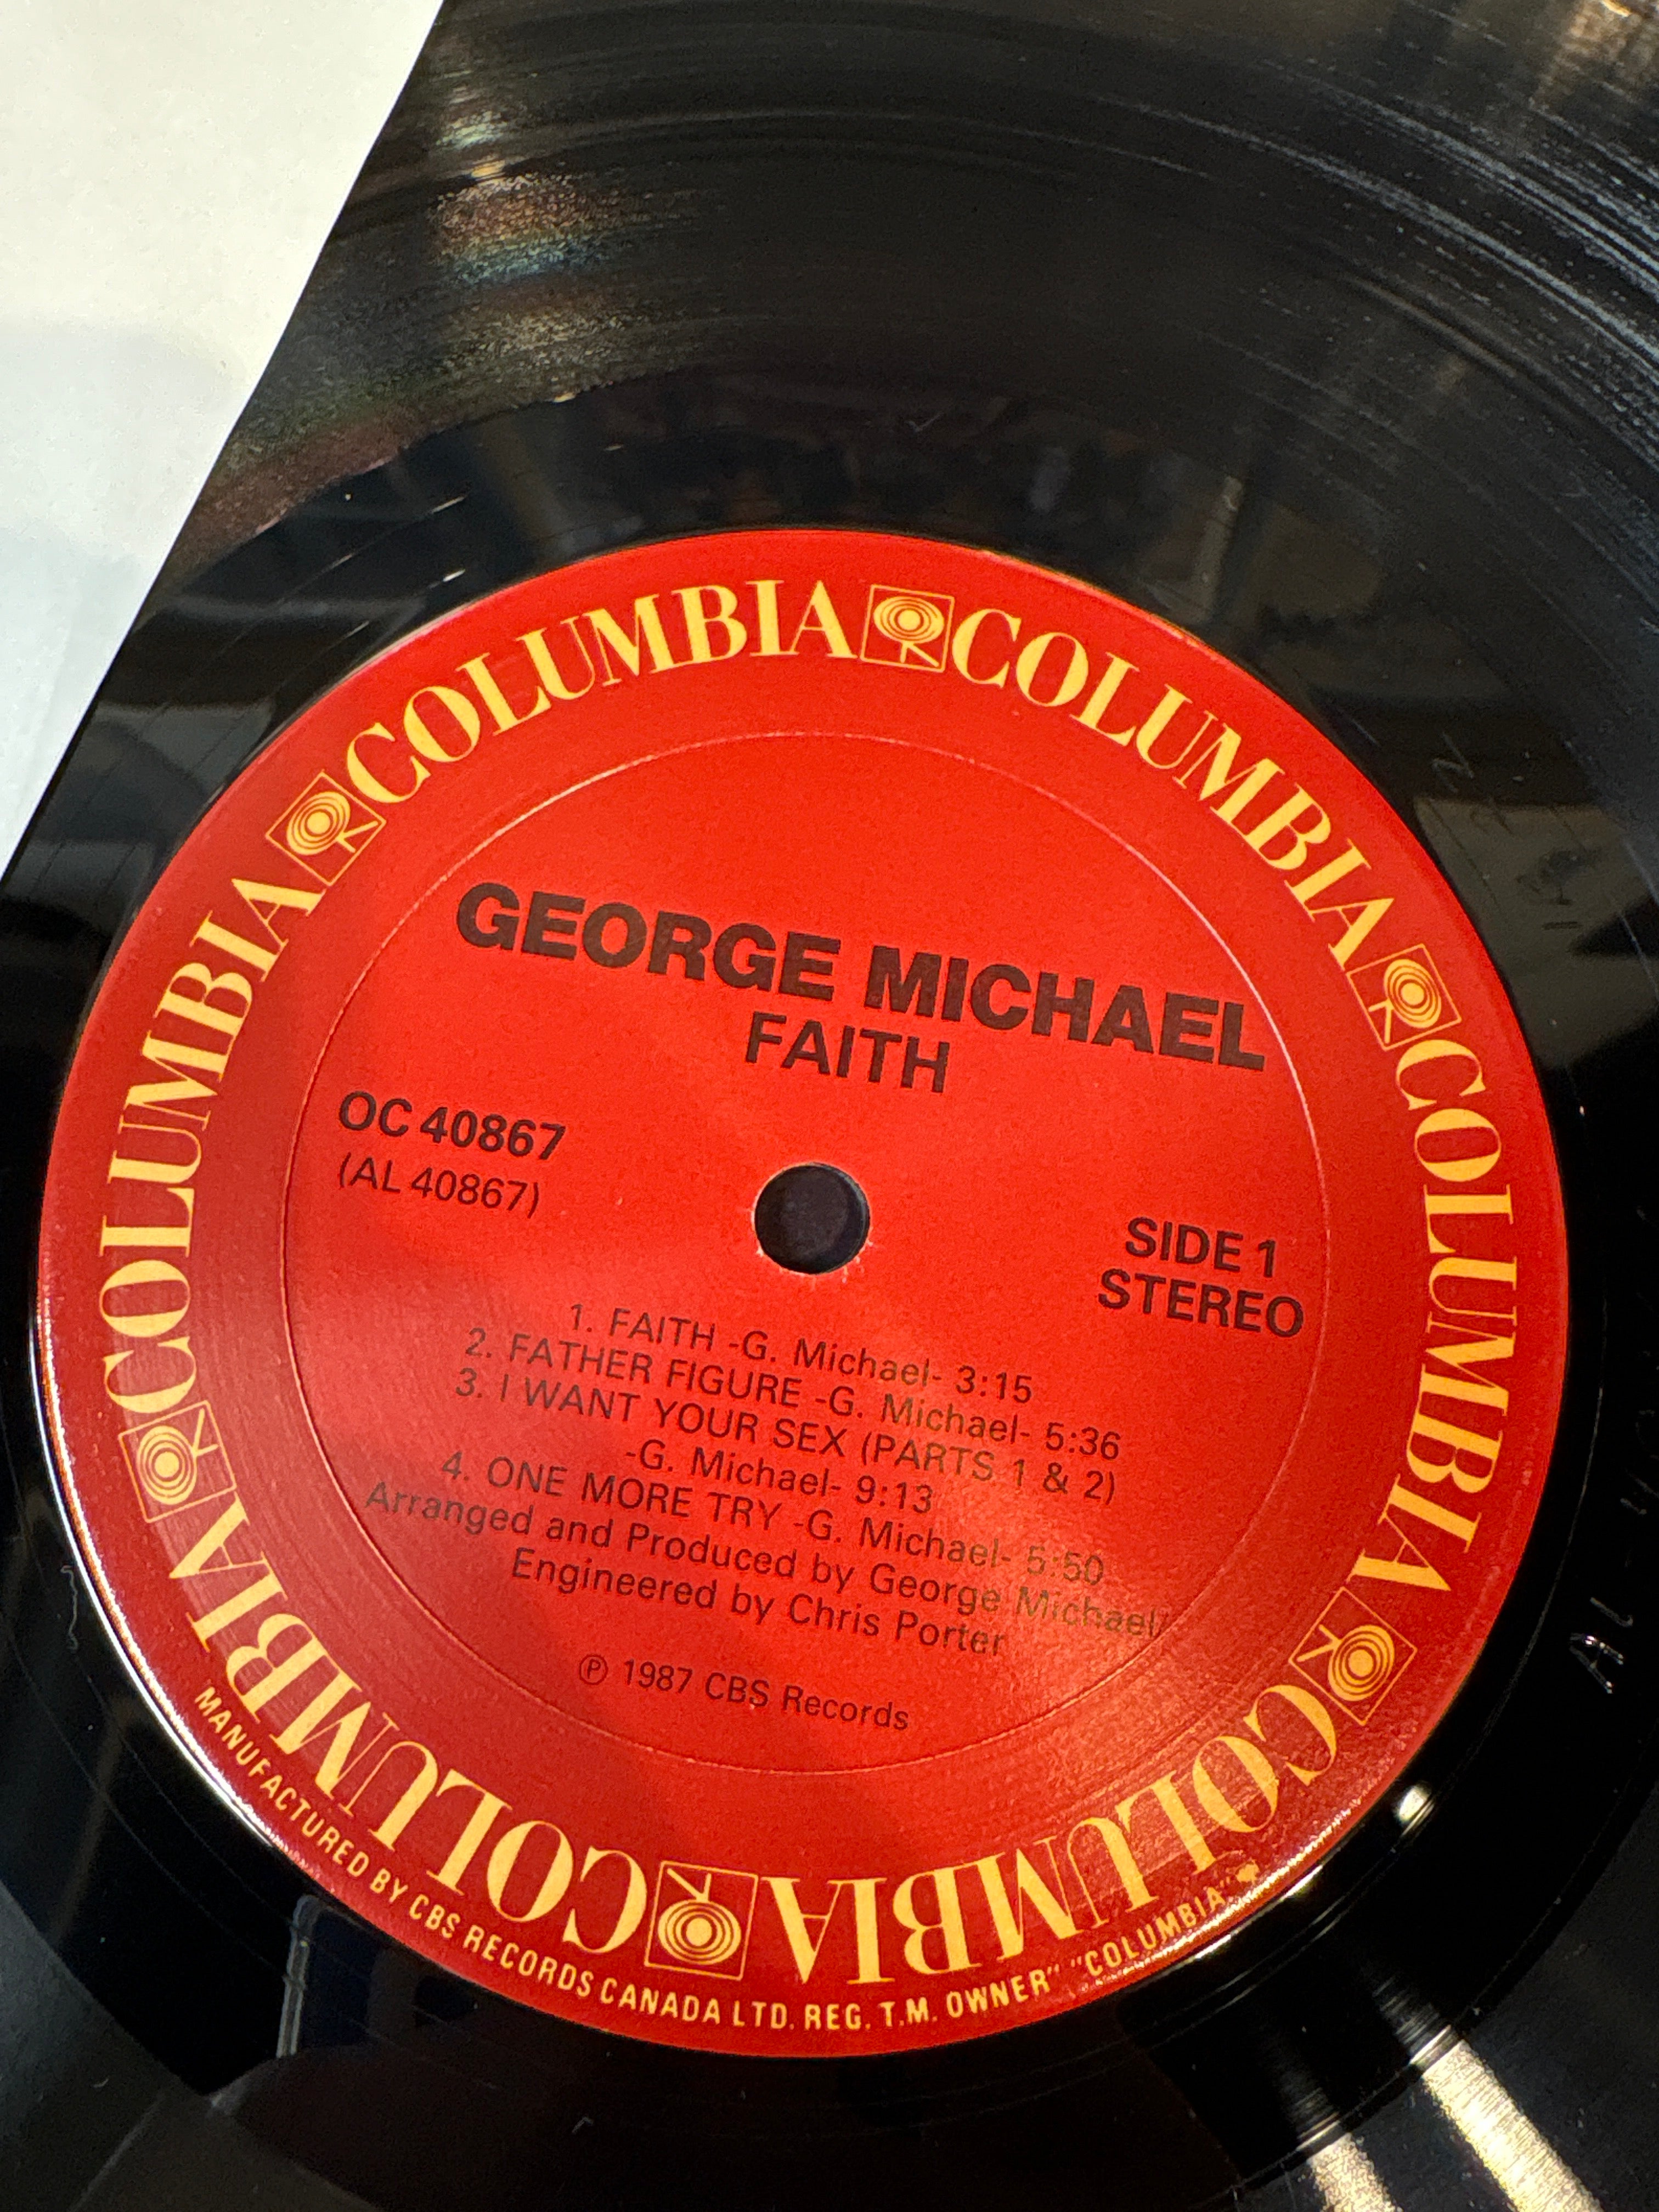 COLUMBIA COLUMBIA COLUMBIA COLUMBIA COLUMBIA COLUMBIA
GEORGE MICHAEL
FAITH
OC 40867
(AL 40867)
SIDE 1
STEREO
1. FAITH -G. Michael- 3:15
2. FATHER FIGURE -G. Michael- 5:36
3. I WANT YOUR SEX (PARTS 1 & 2)
-G. Michael- 9:13
4. ONE MORE TRY -G. Michael- 5:50
Arranged and Produced by George Michael
Engineered by Chris Porter
℗ 1987 CBS Records
MANUFACTURED BY CBS RECORDS CANADA LTD. REG. T.M. OWNER" "COLUMBIA"